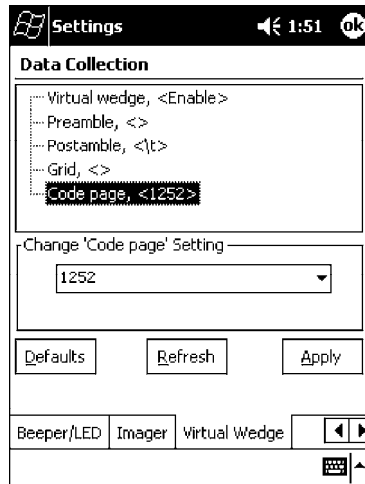 Settings 1:51 ok
Data Collection
Virtual wedge, <Enable>
Preamble, <>
Postamble, <\t>
Grid, <>
Code page, <1252>
Change 'Code page' Setting
1252
Defaults Refresh Apply
Beeper/LED Imager Virtual Wedge